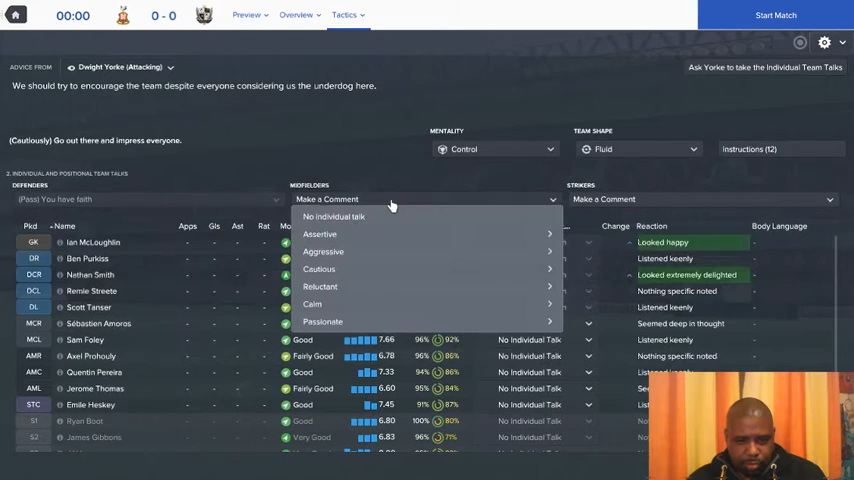 00:00 0 - 0 Preview Overview Tactics Start Match
ADVICE FROM Dwight Yorke (Attacking) Ask Yorke to take the Individual Team Talks
We should try to encourage the team despite everyone considering us the underdog here.
MENTALITY TEAM SHAPE
(Cautiously) Go out there and impress everyone. Control Fluid Instructions (12)
2. INDIVIDUAL AND POSITIONAL TEAM TALKS
DEFENDERS MIDFIELDERS STRIKERS
(Pass) You have faith Make a Comment Make a Comment
No individual talk
Assertive
Aggressive
Cautious
Reluctant
Calm
Passionate
Pkd Name Apps Gls Ast Rat Change Reaction Body Language
GK Ian McLoughlin - - - - Looked happy -
DR Ben Purkiss - - - - Listened keenly -
DCR Nathan Smith - - - - Looked extremely delighted -
DCL Remie Streete - - - - Nothing specific noted -
DL Scott Tanser - - - - Listened keenly -
MCR Sébastien Amoros - - - - Seemed deep in thought -
MCL Sam Foley - - - - Good 7.66 96% 92% No Individual Talk Listened keenly -
AMR Axel Prohouly - - - - Fairly Good 6.78 96% 86% No Individual Talk Nothing specific noted -
AMC Quentin Pereira - - - - Good 7.33 94% 86% No Individual Talk
AML Jerome Thomas - - - - Fairly Good 6.60 95% 84% No Individual Talk
STC Emile Heskey - - - - Good 7.45 91% 87% No Individual Talk
S1 Ryan Boot - - - - Good 6.80 100% 80% No Individual Talk
S2 James Gibbons - - - - Very Good 6.83 96% 71% No Individual Talk